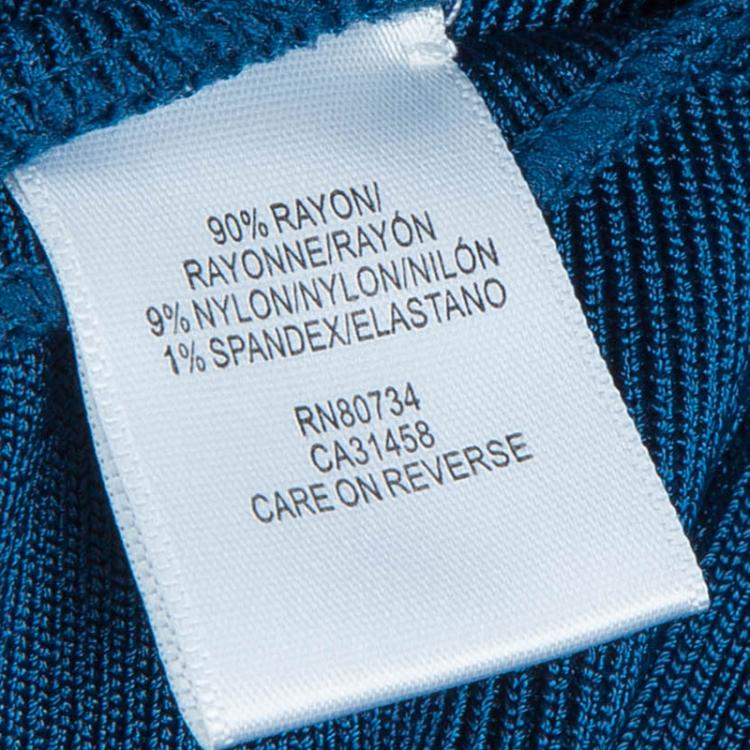 90% RAYON/
RAYONNE/RAYÓN
9% NYLON/NYLON/NILÓN
1% SPANDEX/ELASTANO
RN80734
CA31458
CARE ON REVERSE